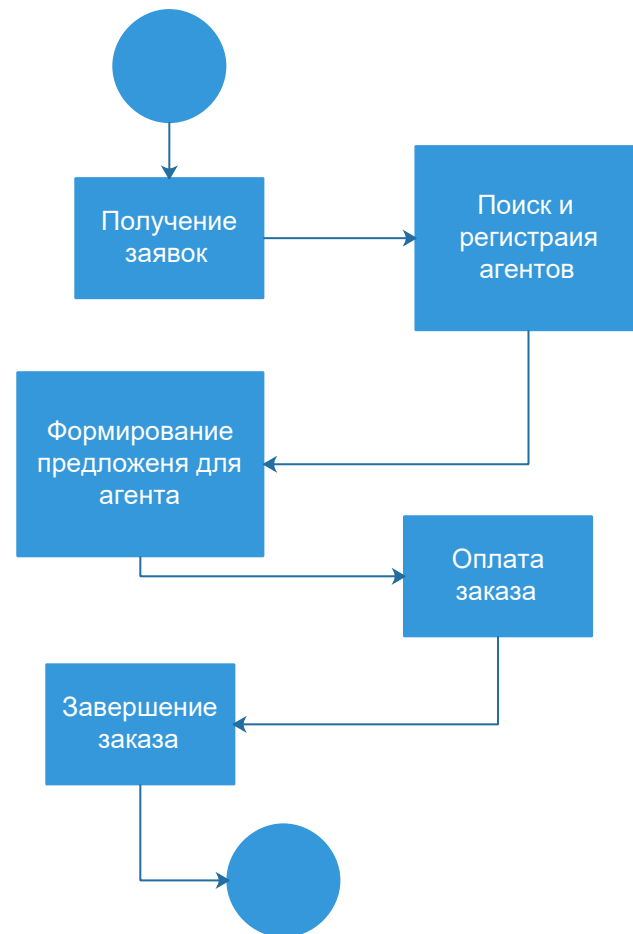 Получение
заявок
Поиск и
регистраия
агентов
Формирование
предложеня для
агента
Оплата
заказа
Завершение
заказа